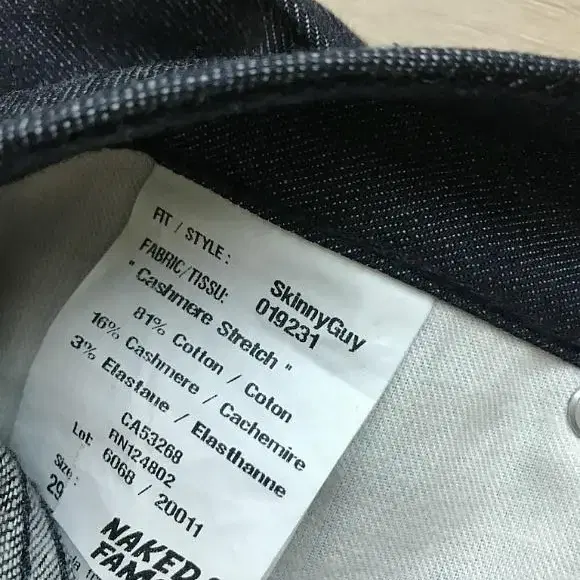 FIT / STYLE: SkinnyGuy
FABRIC/TISSU: 019231
" Cashmere Stretch "
81% Cotton / Coton
16% Cashmere / Cachemire
3% Elastane / Elasthanne
CA53268
RN124802
Lot: 6068 / 20011
Size: 29
NAKED